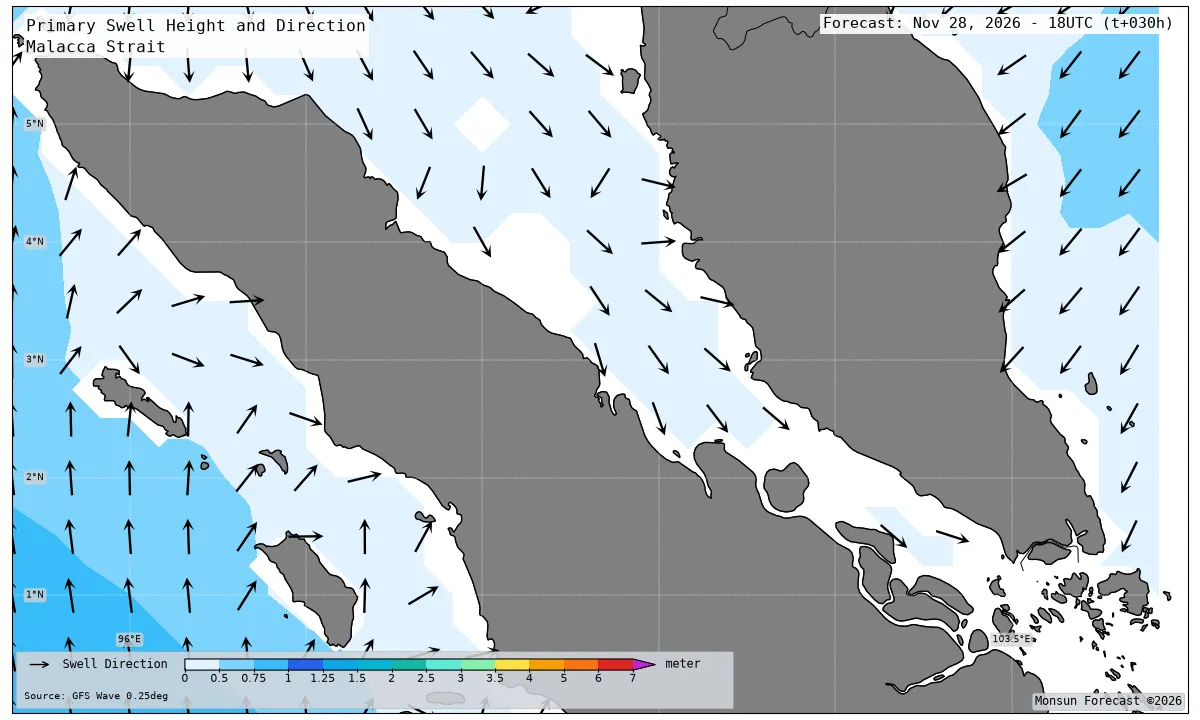 Primary Swell Height and Direction
Malacca Strait
Forecast: Nov 28, 2026 - 18UTC (t+030h)
5°N
4°N
3°N
2°N
1°N
96°E
103.5°E
Swell Direction
0 0.5 0.75 1 1.25 1.5 2 2.5 3 3.5 4 5 6 7
meter
Source: GFS Wave 0.25deg
Monsun Forecast ©2026